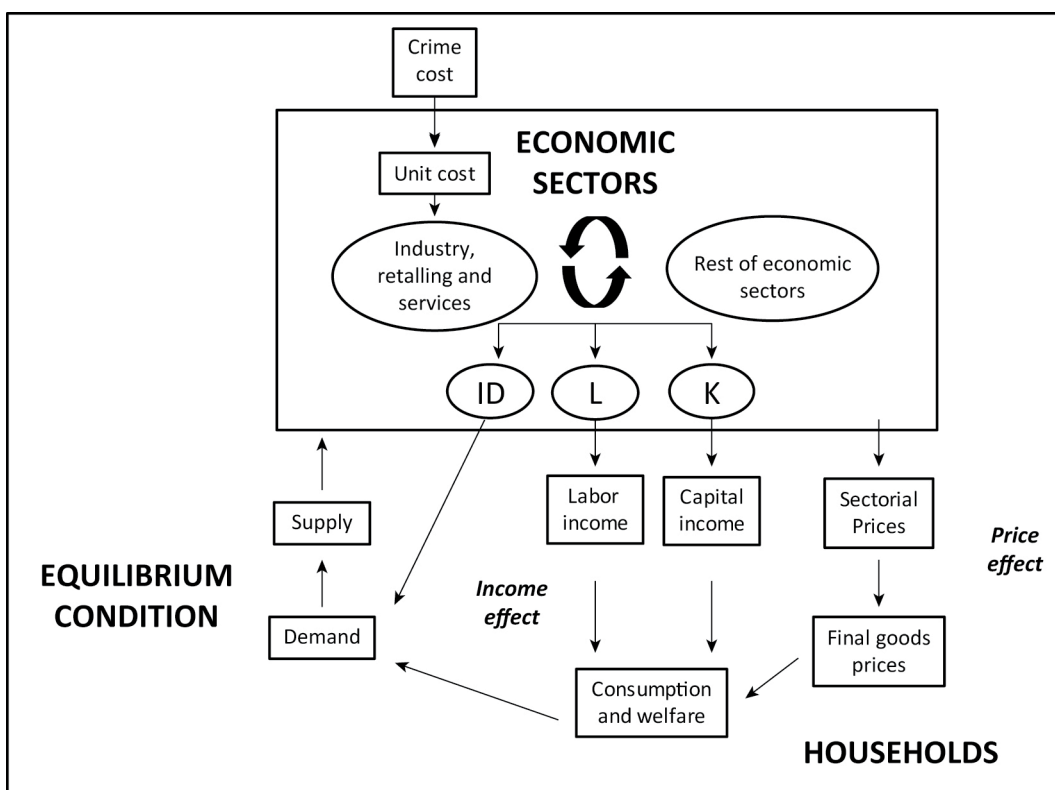 Crime
cost
ECONOMIC
SECTORS
Unit cost
Industry,
retalling and
services
Rest of economic
sectors
ID
L
K
Supply
Labor
income
Capital
income
Sectorial
Prices
Price
effect
EQUILIBRIUM
CONDITION
Income
effect
Demand
Final goods
prices
Consumption
and welfare
HOUSEHOLDS